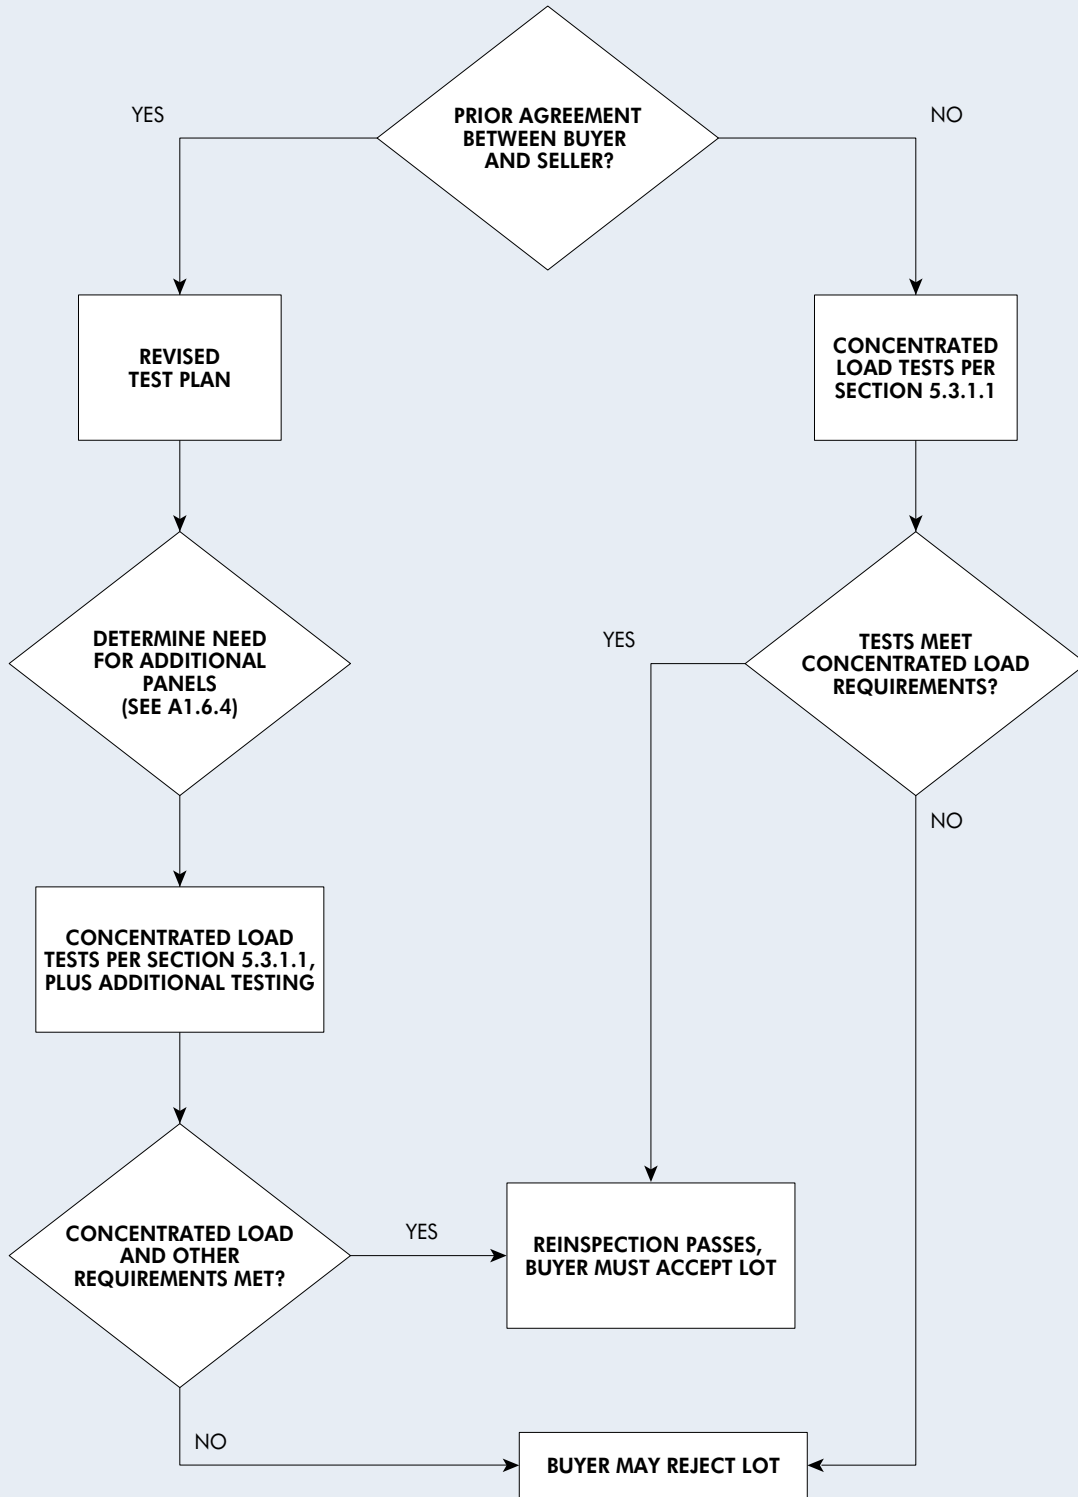 YES
PRIOR AGREEMENT
BETWEEN BUYER
AND SELLER?
NO
REVISED
TEST PLAN
CONCENTRATED
LOAD TESTS PER
SECTION 5.3.1.1
DETERMINE NEED
FOR ADDITIONAL
PANELS
(SEE A1.6.4)
YES
TESTS MEET
CONCENTRATED LOAD
REQUIREMENTS?
NO
CONCENTRATED LOAD
TESTS PER SECTION 5.3.1.1,
PLUS ADDITIONAL TESTING
CONCENTRATED LOAD
AND OTHER
REQUIREMENTS MET?
YES
REINSPECTION PASSES,
BUYER MUST ACCEPT LOT
NO
BUYER MAY REJECT LOT